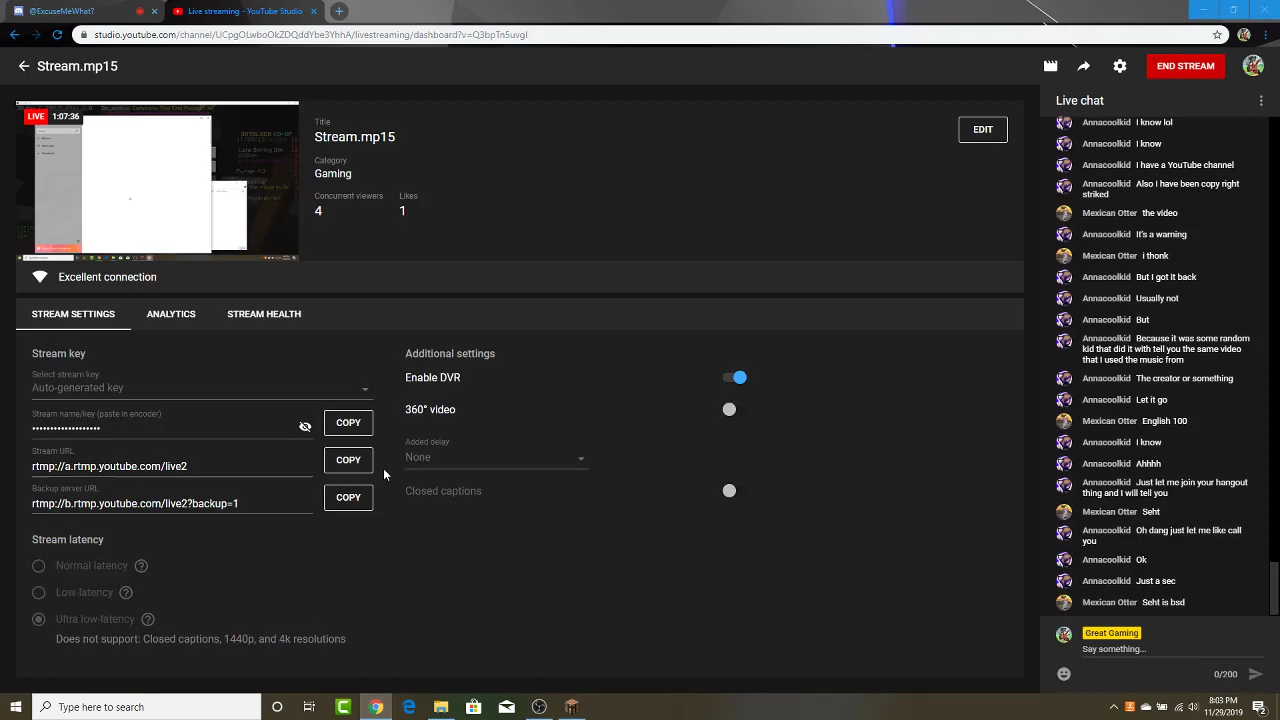 @ExcuseMeWhat?
Live streaming - YouTube Studio
studio.youtube.com/channel/UCpgOLwboOkZDQddYbe3YhhA/livestreaming/dashboard?v=Q3bpTn5uvgI
Stream.mp15
END STREAM
LIVE 1:07:36
Title
Stream.mp15
Category
Gaming
Concurrent viewers Likes
4 1
EDIT
Excellent connection
STREAM SETTINGS ANALYTICS STREAM HEALTH
Stream key
Select stream key
Auto-generated key
Stream name/key (paste in encoder)
•••••••••••••••••••
COPY
Stream URL
rtmp://a.rtmp.youtube.com/live2
COPY
Backup server URL
rtmp://b.rtmp.youtube.com/live2?backup=1
COPY
Stream latency
Normal latency
Low-latency
Ultra low-latency
Does not support: Closed captions, 1440p, and 4k resolutions
Additional settings
Enable DVR
360° video
Added delay
None
Closed captions
Live chat
Annacoolkid I know lol
Annacoolkid I know
Annacoolkid I have a YouTube channel
Annacoolkid Also I have been copy right
striked
Mexican Otter the video
Annacoolkid It's a warning
Mexican Otter i thonk
Annacoolkid But I got it back
Annacoolkid Usually not
Annacoolkid But
Annacoolkid Because it was some random
kid that did it with tell you the same video
that I used the music from
Annacoolkid The creator or something
Annacoolkid Let it go
Mexican Otter English 100
Annacoolkid I know
Annacoolkid Ahhhh
Annacoolkid Just let me join your hangout
thing and I will tell you
Mexican Otter Seht
Annacoolkid Oh dang just let me like call
you
Annacoolkid Ok
Annacoolkid Just a sec
Mexican Otter Seht is bsd
Great Gaming
Say something...
0/200
Type here to search
8:03 PM
11/29/2019
2